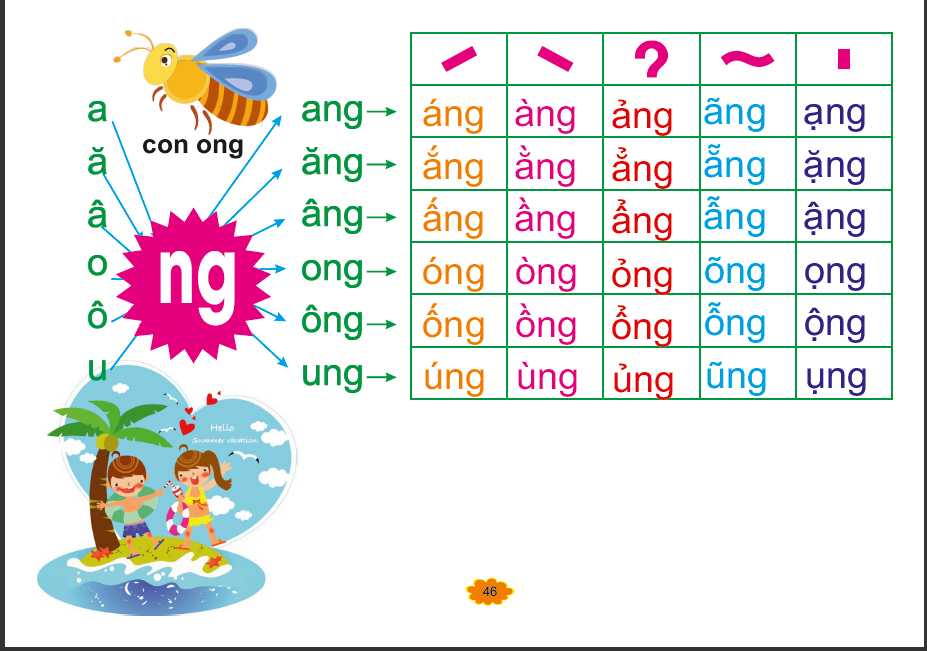 con ong
a
ă
â
o
ô
u
ng
ang áng àng ảng ãng ạng
ăng ắng ằng ẳng ẵng ặng
âng ấng ầng ẩng ẫng ậng
ong óng òng ỏng õng ọng
ông ống ồng ổng ỗng ộng
ung úng ùng ủng ũng ụng
Hello
Summer vacation
46